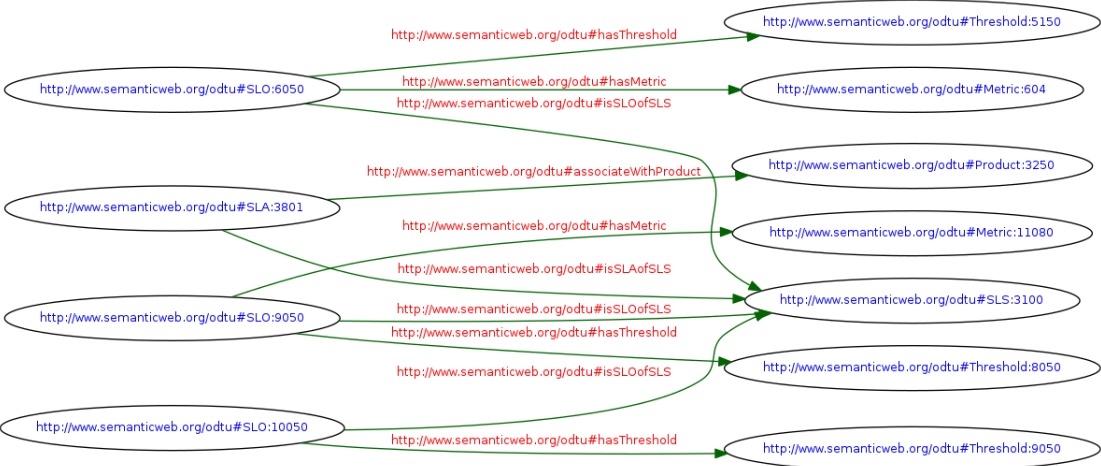 http://www.semanticweb.org/odtu#Threshold:5150
http://www.semanticweb.org/odtu#hasThreshold
http://www.semanticweb.org/odtu#SLO:6050
http://www.semanticweb.org/odtu#hasMetric
http://www.semanticweb.org/odtu#Metric:604
http://www.semanticweb.org/odtu#isSLOofSLS
http://www.semanticweb.org/odtu#associateWithProduct
http://www.semanticweb.org/odtu#Product:3250
http://www.semanticweb.org/odtu#SLA:3801
http://www.semanticweb.org/odtu#hasMetric
http://www.semanticweb.org/odtu#Metric:11080
http://www.semanticweb.org/odtu#isSLAofSLS
http://www.semanticweb.org/odtu#SLS:3100
http://www.semanticweb.org/odtu#SLO:9050
http://www.semanticweb.org/odtu#isSLOofSLS
http://www.semanticweb.org/odtu#hasThreshold
http://www.semanticweb.org/odtu#Threshold:8050
http://www.semanticweb.org/odtu#isSLOofSLS
http://www.semanticweb.org/odtu#SLO:10050
http://www.semanticweb.org/odtu#hasThreshold
http://www.semanticweb.org/odtu#Threshold:9050